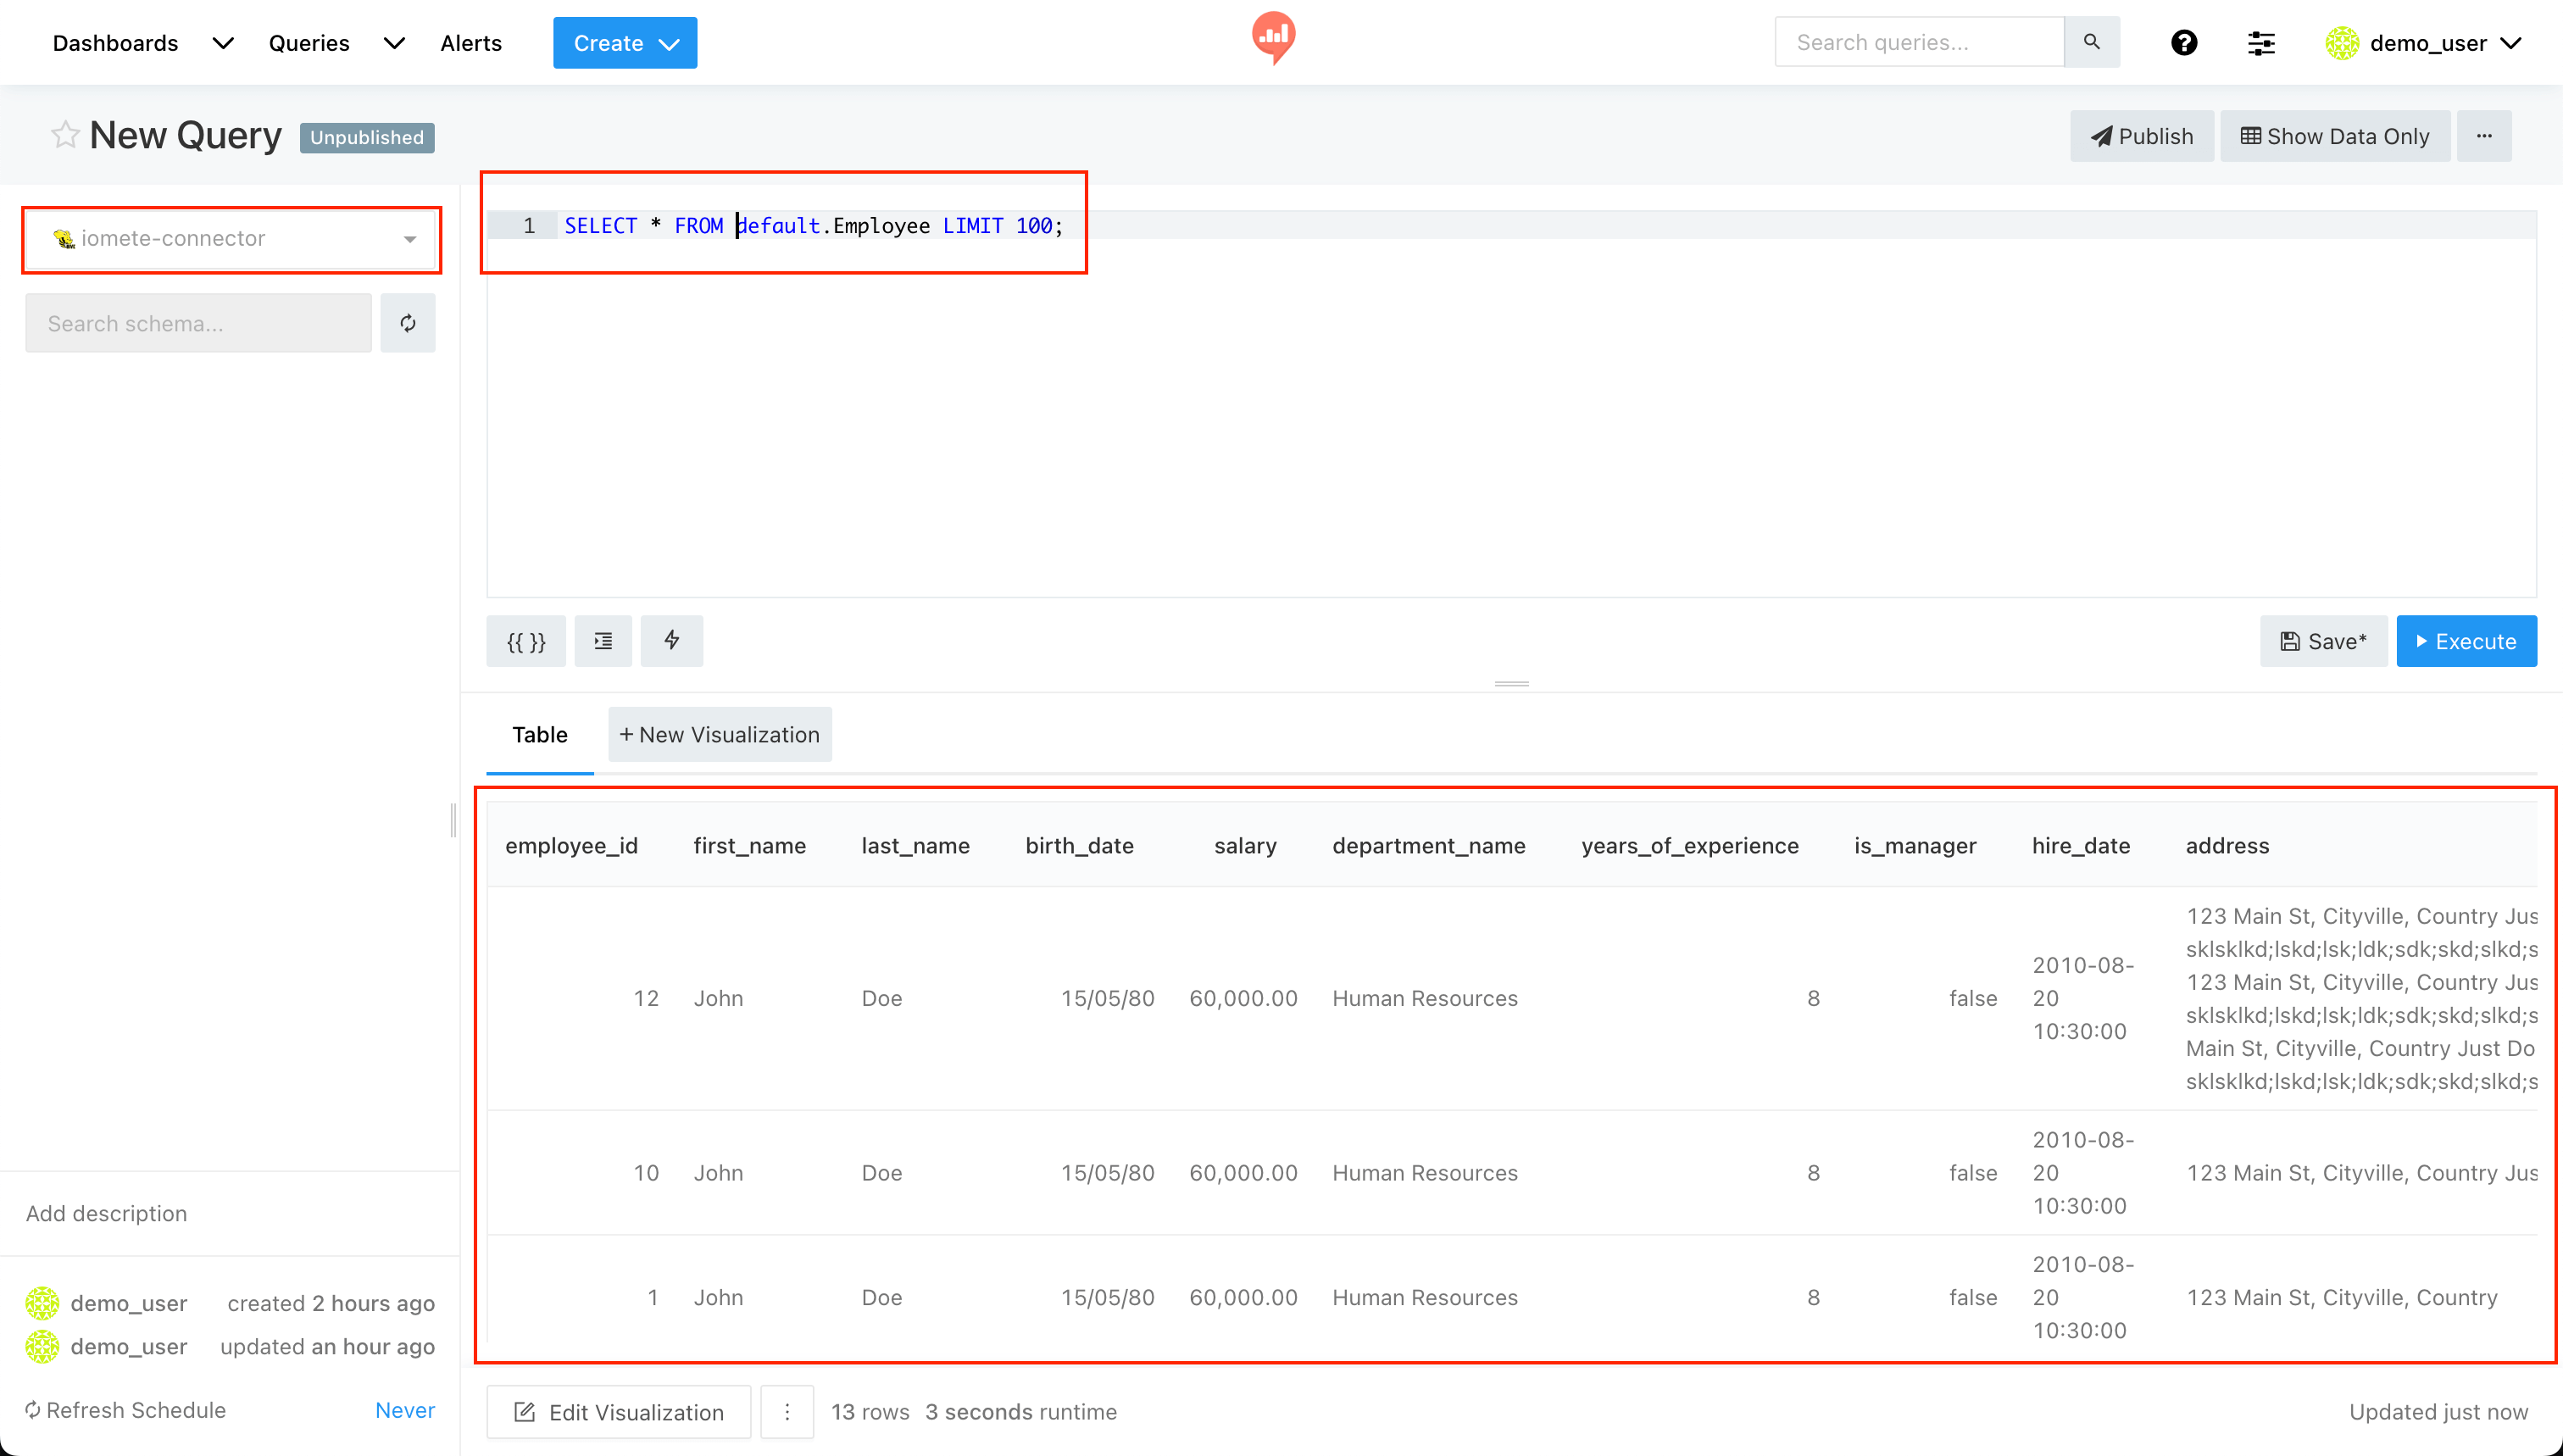 Dashboards Queries Alerts Create Search queries... demo_user
New Query Unpublished Publish Show Data Only ...
iomete-connector
Search schema...
1 SELECT * FROM default.Employee LIMIT 100;
{{ }} Save* Execute
Table + New Visualization
employee_id first_name last_name birth_date salary department_name years_of_experience is_manager hire_date address
12 John Doe 15/05/80 60,000.00 Human Resources 8 false 2010-08-
20
10:30:00
123 Main St, Cityville, Country Jus
sklsklkd;lskd;lsk;ldk;sdk;skd;slkd;s
123 Main St, Cityville, Country Jus
sklsklkd;lskd;lsk;ldk;sdk;skd;slkd;s
Main St, Cityville, Country Just Do
sklsklkd;lskd;lsk;ldk;sdk;skd;slkd;s
10 John Doe 15/05/80 60,000.00 Human Resources 8 false 2010-08-
20
10:30:00
123 Main St, Cityville, Country Jus
1 John Doe 15/05/80 60,000.00 Human Resources 8 false 2010-08-
20
10:30:00
123 Main St, Cityville, Country
Add description
demo_user created 2 hours ago
demo_user updated an hour ago
Refresh Schedule Never
Edit Visualization 13 rows 3 seconds runtime Updated just now